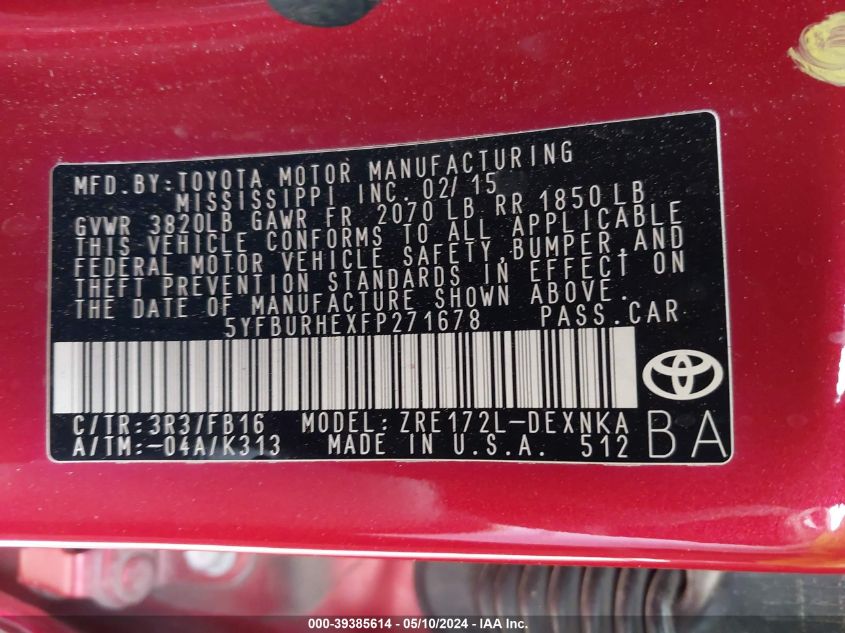 MFD. BY: TOYOTA MOTOR MANUFACTURING
MISSISSIPPI INC. 02/15
GVWR 3820LB GAWR FR 2070 LB RR 1850 LB
THIS VEHICLE CONFORMS TO ALL APPLICABLE
FEDERAL MOTOR VEHICLE SAFETY, BUMPER, AND
THEFT PREVENTION STANDARDS IN EFFECT ON
THE DATE OF MANUFACTURE SHOWN ABOVE.
5YFBURHEXFP271678 PASS. CAR
C/TR: 3R3/FB16 MODEL: ZRE172L-DEXNKA
A/TM: -04A/K313 MADE IN U.S.A. 512
BA
000-39385614 - 05/10/2024 - IAA Inc.